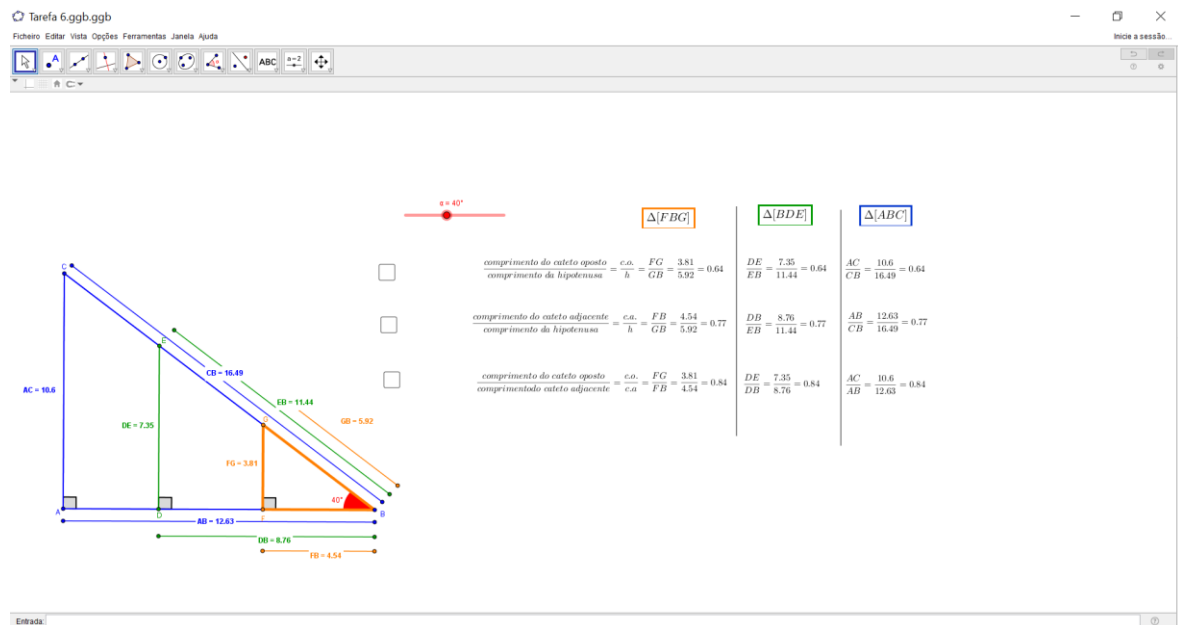 Tarefa 6.ggb.ggb
Ficheiro Editar Vista Opções Ferramentas Janela Ajuda
Inicie a sessão...
A
ABC
a=2
a = 40°
Δ[FBG]
Δ[BDE]
Δ[ABC]
comprimento do cateto oposto / comprimento da hipotenusa = c.o. / h = FG / GB = 3.81 / 5.92 = 0.64
DE / EB = 7.35 / 11.44 = 0.64
AC / CB = 10.6 / 16.49 = 0.64
comprimento do cateto adjacente / comprimento da hipotenusa = c.a. / h = FB / GB = 4.54 / 5.92 = 0.77
DB / EB = 8.76 / 11.44 = 0.77
AB / CB = 12.63 / 16.49 = 0.77
comprimento do cateto oposto / comprimentodo cateto adjacente = c.o. / c.a = FG / FB = 3.81 / 4.54 = 0.84
DE / DB = 7.35 / 8.76 = 0.84
AC / AB = 10.6 / 12.63 = 0.84
C
E
CB = 16.49
AC = 10.6
EB = 11.44
G
GB = 5.92
DE = 7.35
FG = 3.81
40°
A
D
F
B
AB = 12.63
DB = 8.76
FB = 4.54
Entrada: